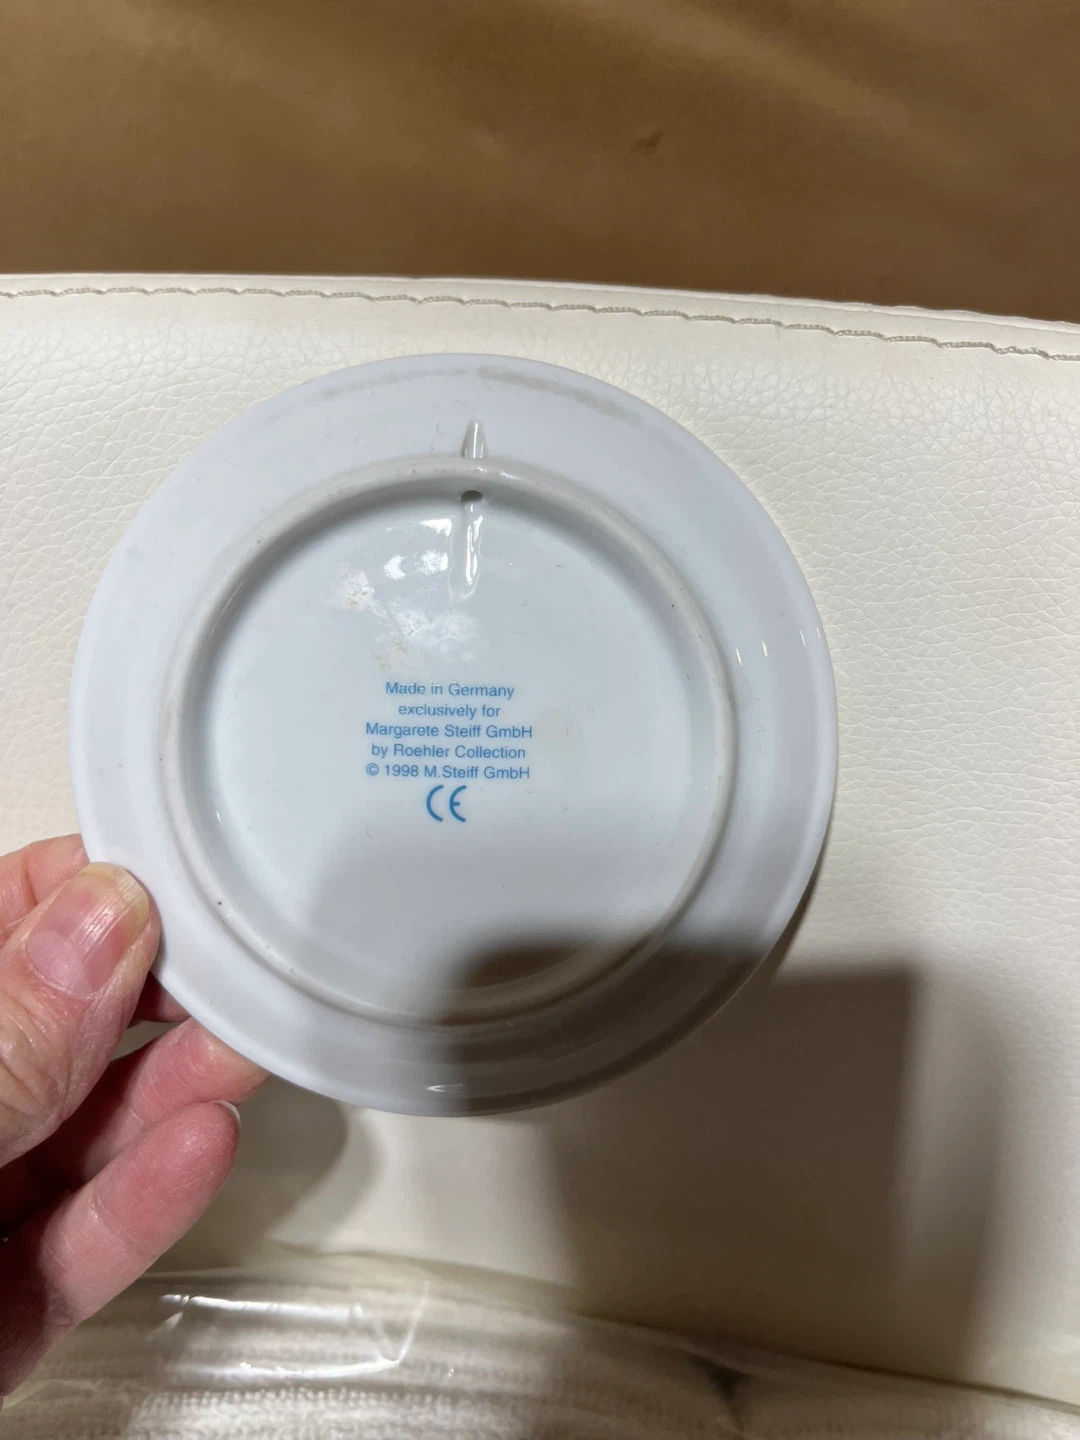 Made in Germany
exclusively for
Margarete Steiff GmbH
by Roehler Collection
© 1998 M.Steiff GmbH
CE